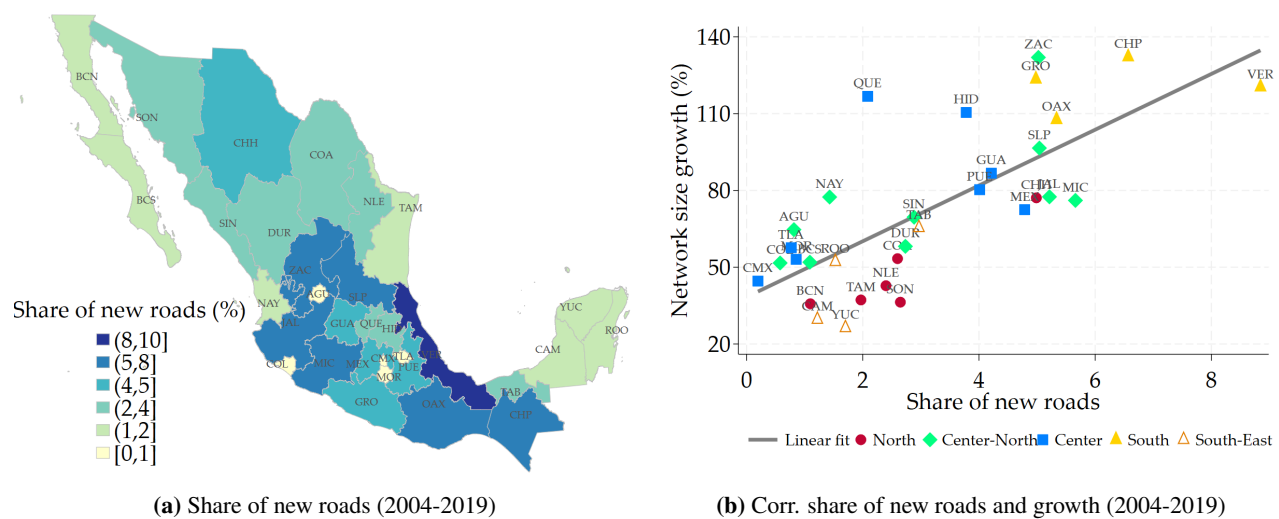 BCN
SON
CHH
COA
BCS
NLE
TAM
SIN
DUR
ZAC
NAY
AGU
SLP
Share of new roads (%)
(8,10]
(5,8]
(4,5]
(2,4]
(1,2]
[0,1]
JAL
GUA
QUE
HID
COL
MIC
MEX
CMX
TLA
MOR
PUE
VER
GRO
OAX
TAB
CHP
YUC
ROO
CAM
(a) Share of new roads (2004-2019)
Network size growth (%)
140
110
80
50
20
ZAC
CHP
GRO
VER
QUE
HID
OAX
SLP
GUA
PUE
NAY
CHH
JAL
MIC
MEX
SIN
TAB
AGU
TLA
MOR
DUR
COL
BCS
ROO
CMX
NLE
BCN
TAM
SON
CAM
YUC
0 2 4 6 8
Share of new roads
Linear fit North Center-North Center South South-East
(b) Corr. share of new roads and growth (2004-2019)